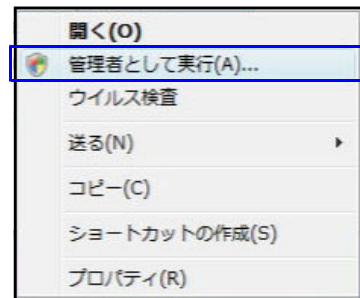 開く(O)
管理者として実行(A)...
ウイルス検査
送る(N)
コピー(C)
ショートカットの作成(S)
プロパティ(R)